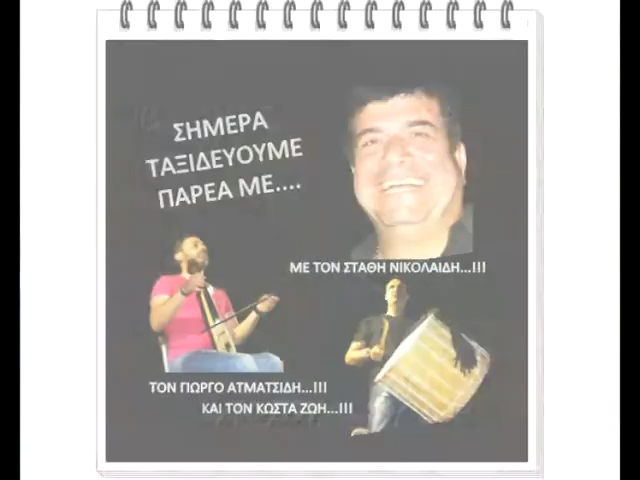 ΣΗΜΕΡΑ
ΤΑΞΙΔΕΥΟΥΜΕ
ΠΑΡΕΑ ΜΕ....
ΜΕ ΤΟΝ ΣΤΑΘΗ ΝΙΚΟΛΑΙΔΗ...!!!
ΤΟΝ ΓΙΩΡΓΟ ΑΤΜΑΤΣΙΔΗ...!!!
ΚΑΙ ΤΟΝ ΚΩΣΤΑ ΖΩΗ...!!!